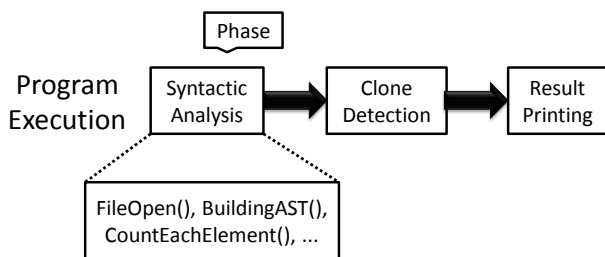 Phase
Program
Execution
Syntactic
Analysis
Clone
Detection
Result
Printing
FileOpen(), BuildingAST(),
CountEachElement(), ...